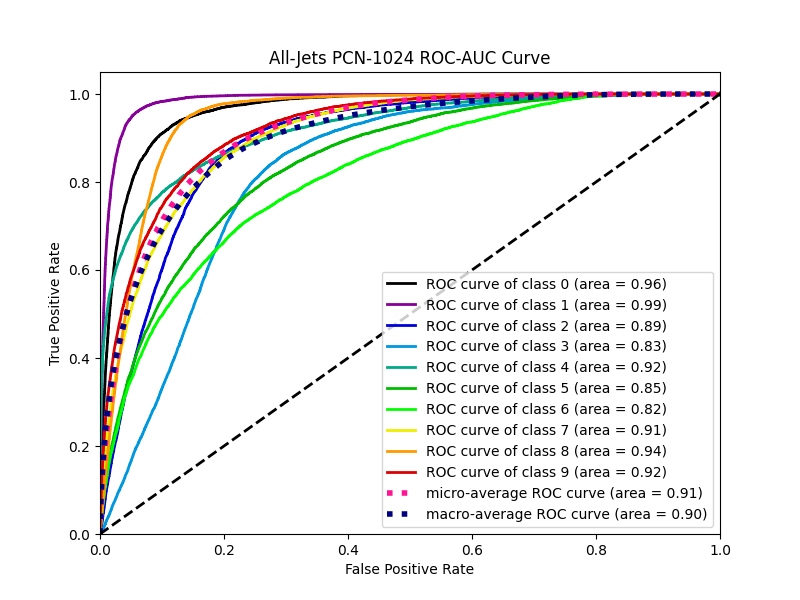 All-Jets PCN-1024 ROC-AUC Curve
True Positive Rate
1.0
0.8
0.6
0.4
0.2
0.0
ROC curve of class 0 (area = 0.96)
ROC curve of class 1 (area = 0.99)
ROC curve of class 2 (area = 0.89)
ROC curve of class 3 (area = 0.83)
ROC curve of class 4 (area = 0.92)
ROC curve of class 5 (area = 0.85)
ROC curve of class 6 (area = 0.82)
ROC curve of class 7 (area = 0.91)
ROC curve of class 8 (area = 0.94)
ROC curve of class 9 (area = 0.92)
micro-average ROC curve (area = 0.91)
macro-average ROC curve (area = 0.90)
0.0 0.2 0.4 0.6 0.8 1.0
False Positive Rate